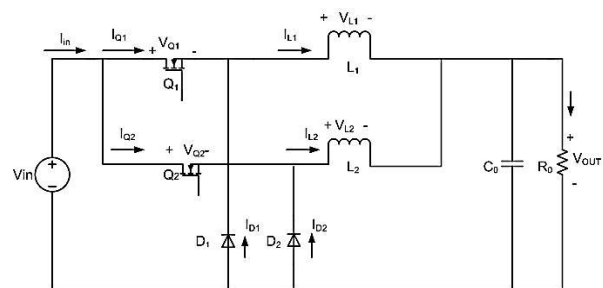 Iin
IQ1
+ VQ1 -
Q1
IL1
+ VL1 -
L1
IQ2
+ VQ2-
Q2
IL2
+ VL2 -
L2
Vin
+
-
D1
ID1
D2
ID2
C0
R0
+
VOUT
-